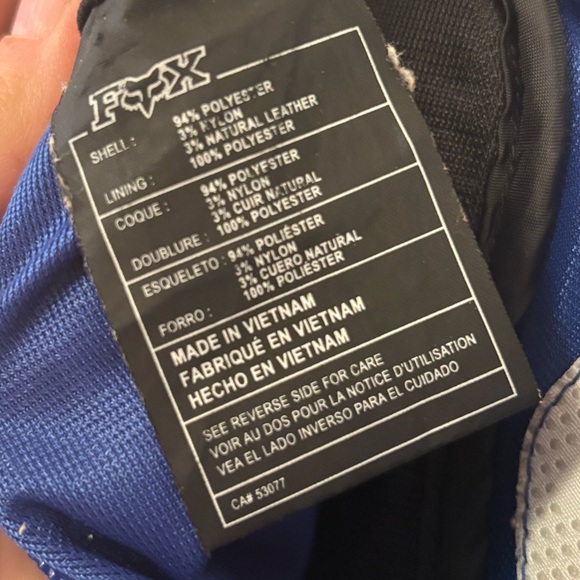 FOX
SHELL : 94% POLYESTER
3% NYLON
3% NATURAL LEATHER
LINING : 100% POLYESTER
COQUE : 94% POLYESTER
3% NYLON
3% CUIR NATURAL
DOUBLURE : 100% POLYESTER
ESQUELETO : 94% POLIÉSTER
3% NYLON
3% CUERO NATURAL
FORRO : 100% POLIÉSTER
MADE IN VIETNAM
FABRIQUÉ EN VIETNAM
HECHO EN VIETNAM
SEE REVERSE SIDE FOR CARE
VOIR AU DOS POUR LA NOTICE D'UTILISATION
VEA EL LADO INVERSO PARA EL CUIDADO
CA# 53077